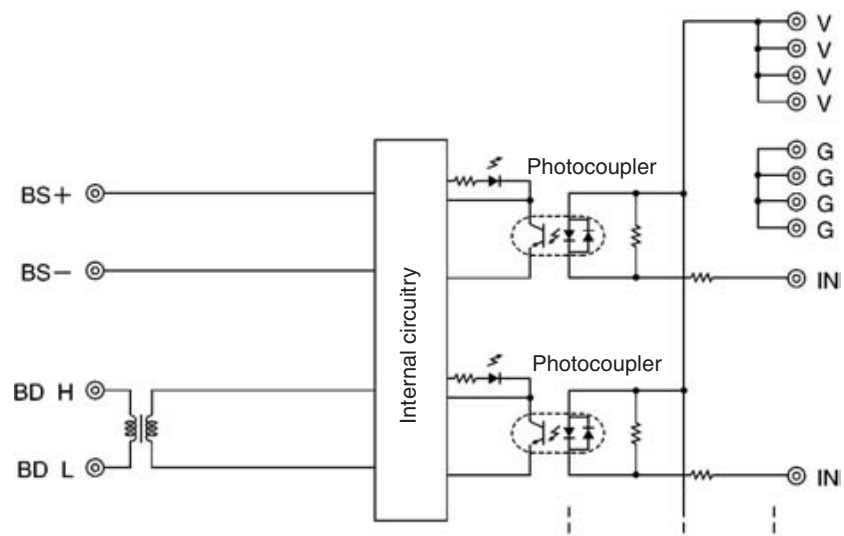 V
V
V
V
G
G
G
G
Photocoupler
BS+
BS−
IN
Internal circuitry
Photocoupler
BD H
BD L
IN